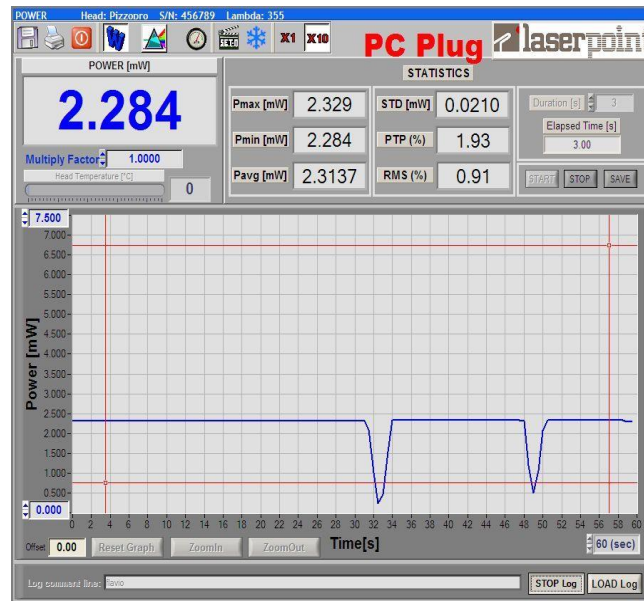 POWER Head: Pizzopro S/N: 456789 Lambda: 355
X1 X10 PC Plug laserpoint
POWER [mW]
2.284
Multiply Factor 1.0000
Head Temperature [°C]
0
STATISTICS
Pmax [mW] 2.329 STD [mW] 0.0210
Pmin [mW] 2.284 PTP (%) 1.93
Pavg [mW] 2.3137 RMS (%) 0.91
Duration [s] 3
Elapsed Time [s]
3.00
START STOP SAVE
7.500
7.000
6.500
6.000
5.500
5.000
4.500
4.000
3.500
3.000
2.500
2.000
1.500
1.000
0.500
0.000
Power [mW]
0 2 4 6 8 10 12 14 16 18 20 22 24 26 28 30 32 34 36 38 40 42 44 46 48 50 52 54 56 58 60
Offset 0.00 Reset Graph ZoomIn ZoomOut Time[s] 60 (sec)
Log comment line: flavio STOP Log LOAD Log